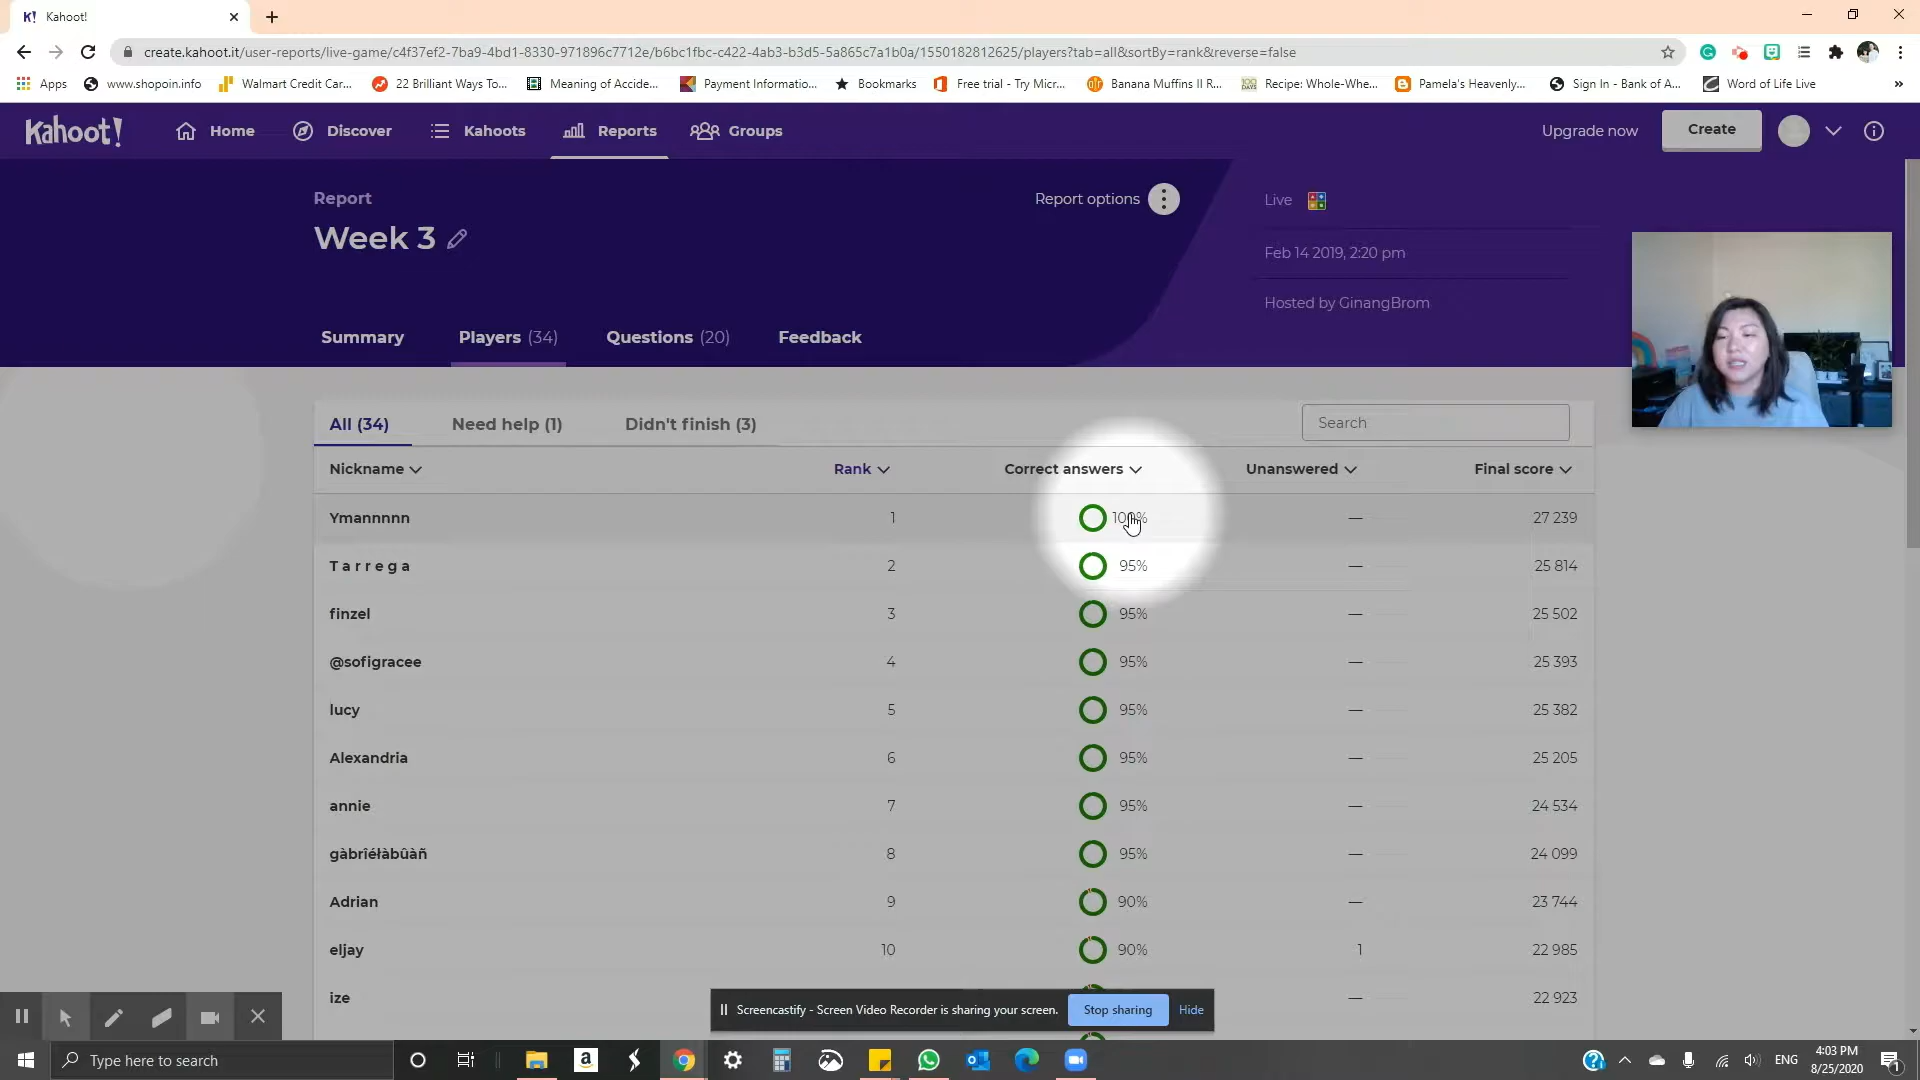 K! Kahoot!
create.kahoot.it/user-reports/live-game/c4f37ef2-7ba9-4bd1-8330-971896c7712e/b6bc1fbc-c422-4ab3-b3d5-5a865c7a1b0a/1550182812625/players?tab=all&sortBy=rank&reverse=false
Apps www.shopoin.info Walmart Credit Car... 22 Brilliant Ways To... Meaning of Accide... Payment Informatio... Bookmarks Free trial - Try Micr... Banana Muffins II R... Recipe: Whole-Whe... Pamela's Heavenly... Sign In - Bank of A... Word of Life Live »
Kahoot! Home Discover Kahoots Reports Groups Upgrade now Create
Report Report options Live
Week 3
Feb 14 2019, 2:20 pm
Hosted by GinangBrom
Summary Players (34) Questions (20) Feedback
All (34) Need help (1) Didn't finish (3) Search
Nickname Rank Correct answers Unanswered Final score
Ymannnnn 1 100% — 27 239
T a r r e g a 2 95% — 25 814
finzel 3 95% — 25 502
@sofigracee 4 95% — 25 393
lucy 5 95% — 25 382
Alexandria 6 95% — 25 205
annie 7 95% — 24 534
gàbrîéłàbûàñ 8 95% — 24 099
Adrian 9 90% — 23 744
eljay 10 90% 1 22 985
ize — 22 923
Screencastify - Screen Video Recorder is sharing your screen. Stop sharing Hide
Type here to search
ENG 4:03 PM
8/25/2020